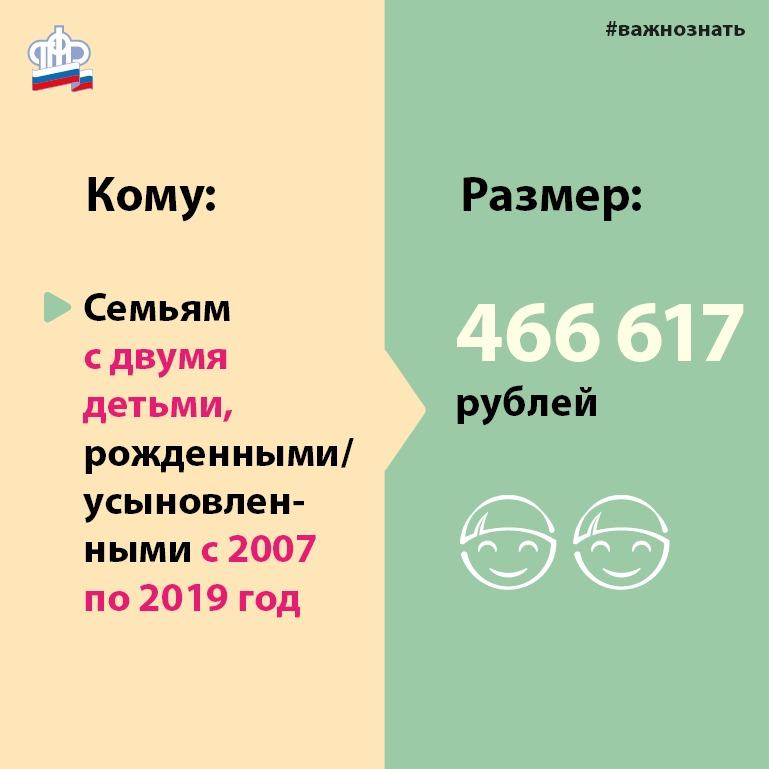 #важнознать
Кому:
Семьям
с двумя
детьми,
рожденными/
усыновлен-
ными с 2007
по 2019 год
Размер:
466 617
рублей